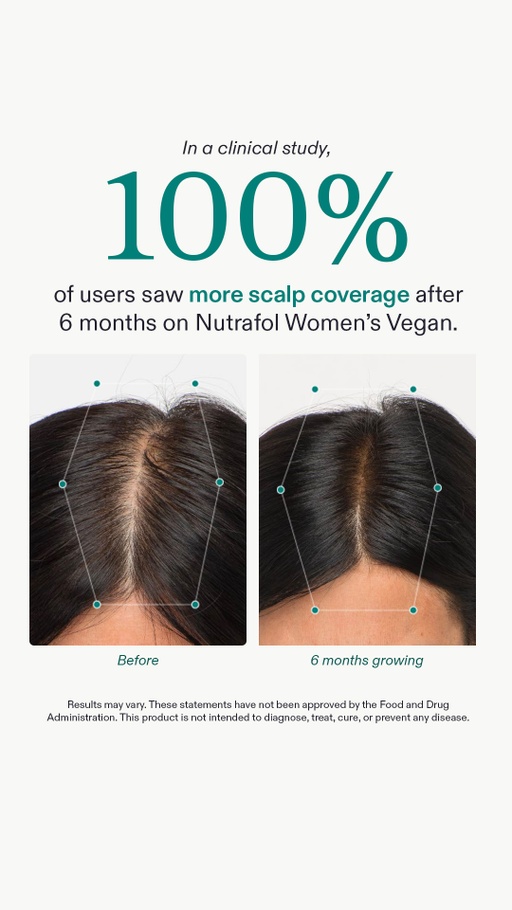 In a clinical study,
100%
of users saw more scalp coverage after
6 months on Nutrafol Women's Vegan.
Before
6 months growing
Results may vary. These statements have not been approved by the Food and Drug
Administration. This product is not intended to diagnose, treat, cure, or prevent any disease.